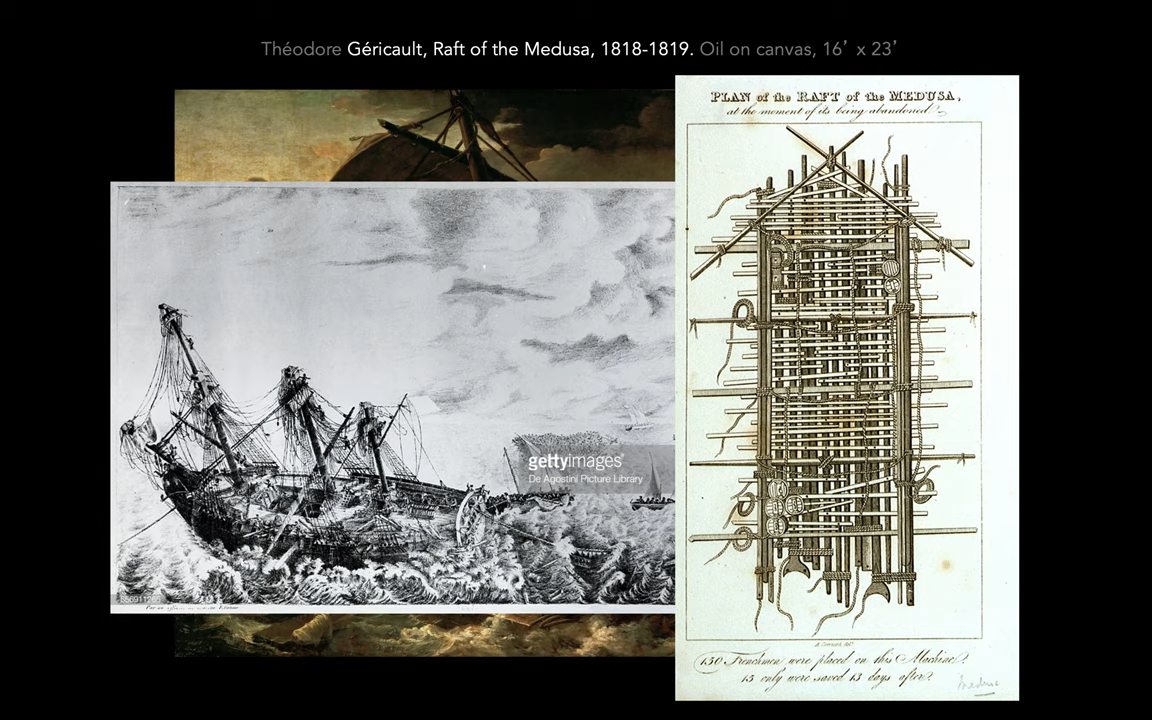 Théodore Géricault, Raft of the Medusa, 1818-1819. Oil on canvas, 16’ x 23’
PLAN of the RAFT of the MEDUSA,
at the moment of its being abandoned.
gettyimages®
De Agostini Picture Library
150 Frenchmen were placed on this Machine.
15 only were saved 13 days after.
Medusa